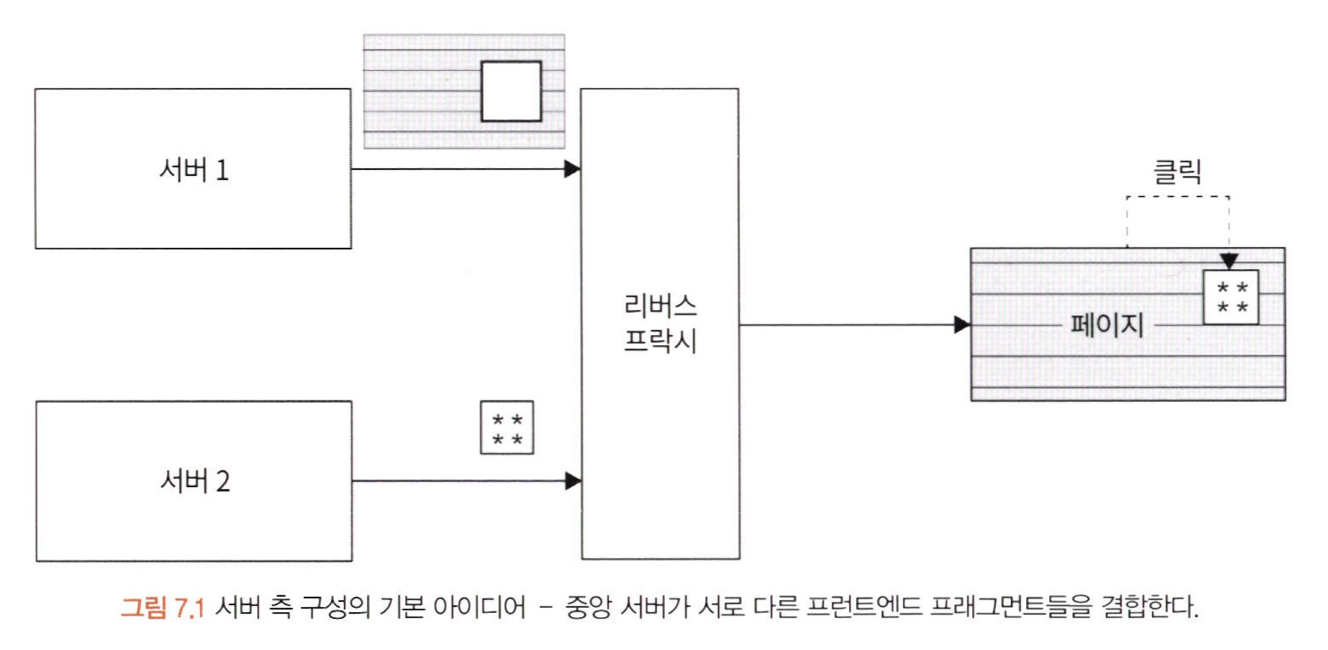 서버 1
클릭
리버스
프락시
* *
* *
페이지
* *
* *
서버 2
그림 7.1 서버 측 구성의 기본 아이디어 - 중앙 서버가 서로 다른 프런트엔드 프래그먼트들을 결합한다.